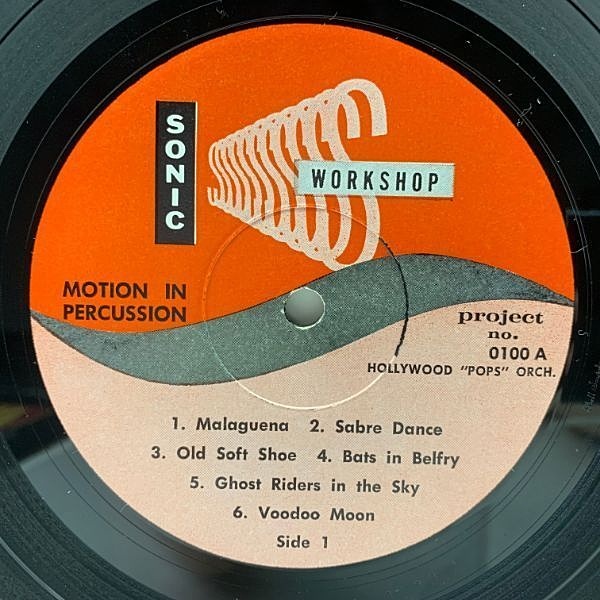 SONIC
WORKSHOP
MOTION IN
PERCUSSION
project
no.
0100 A
HOLLYWOOD "POPS" ORCH.
1. Malaguena 2. Sabre Dance
3. Old Soft Shoe 4. Bats in Belfry
5. Ghost Riders in the Sky
6. Voodoo Moon
Side 1